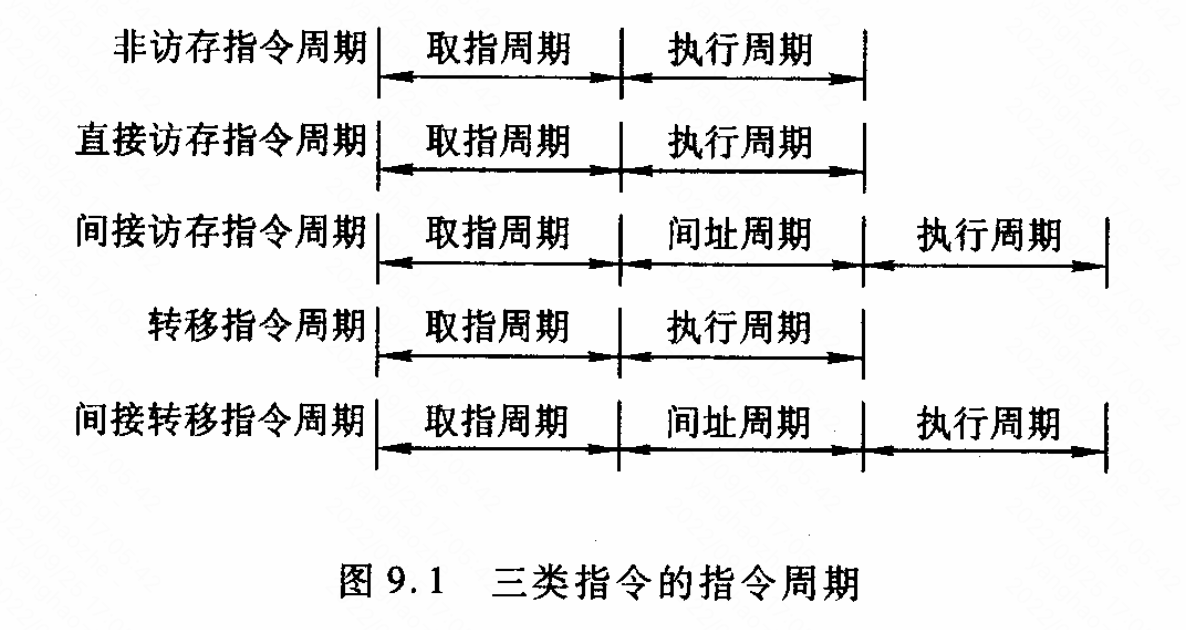 非访存指令周期 取指周期 执行周期
直接访存指令周期 取指周期 执行周期
间接访存指令周期 取指周期 间址周期 执行周期
转移指令周期 取指周期 执行周期
间接转移指令周期 取指周期 间址周期 执行周期
图 9.1 三类指令的指令周期